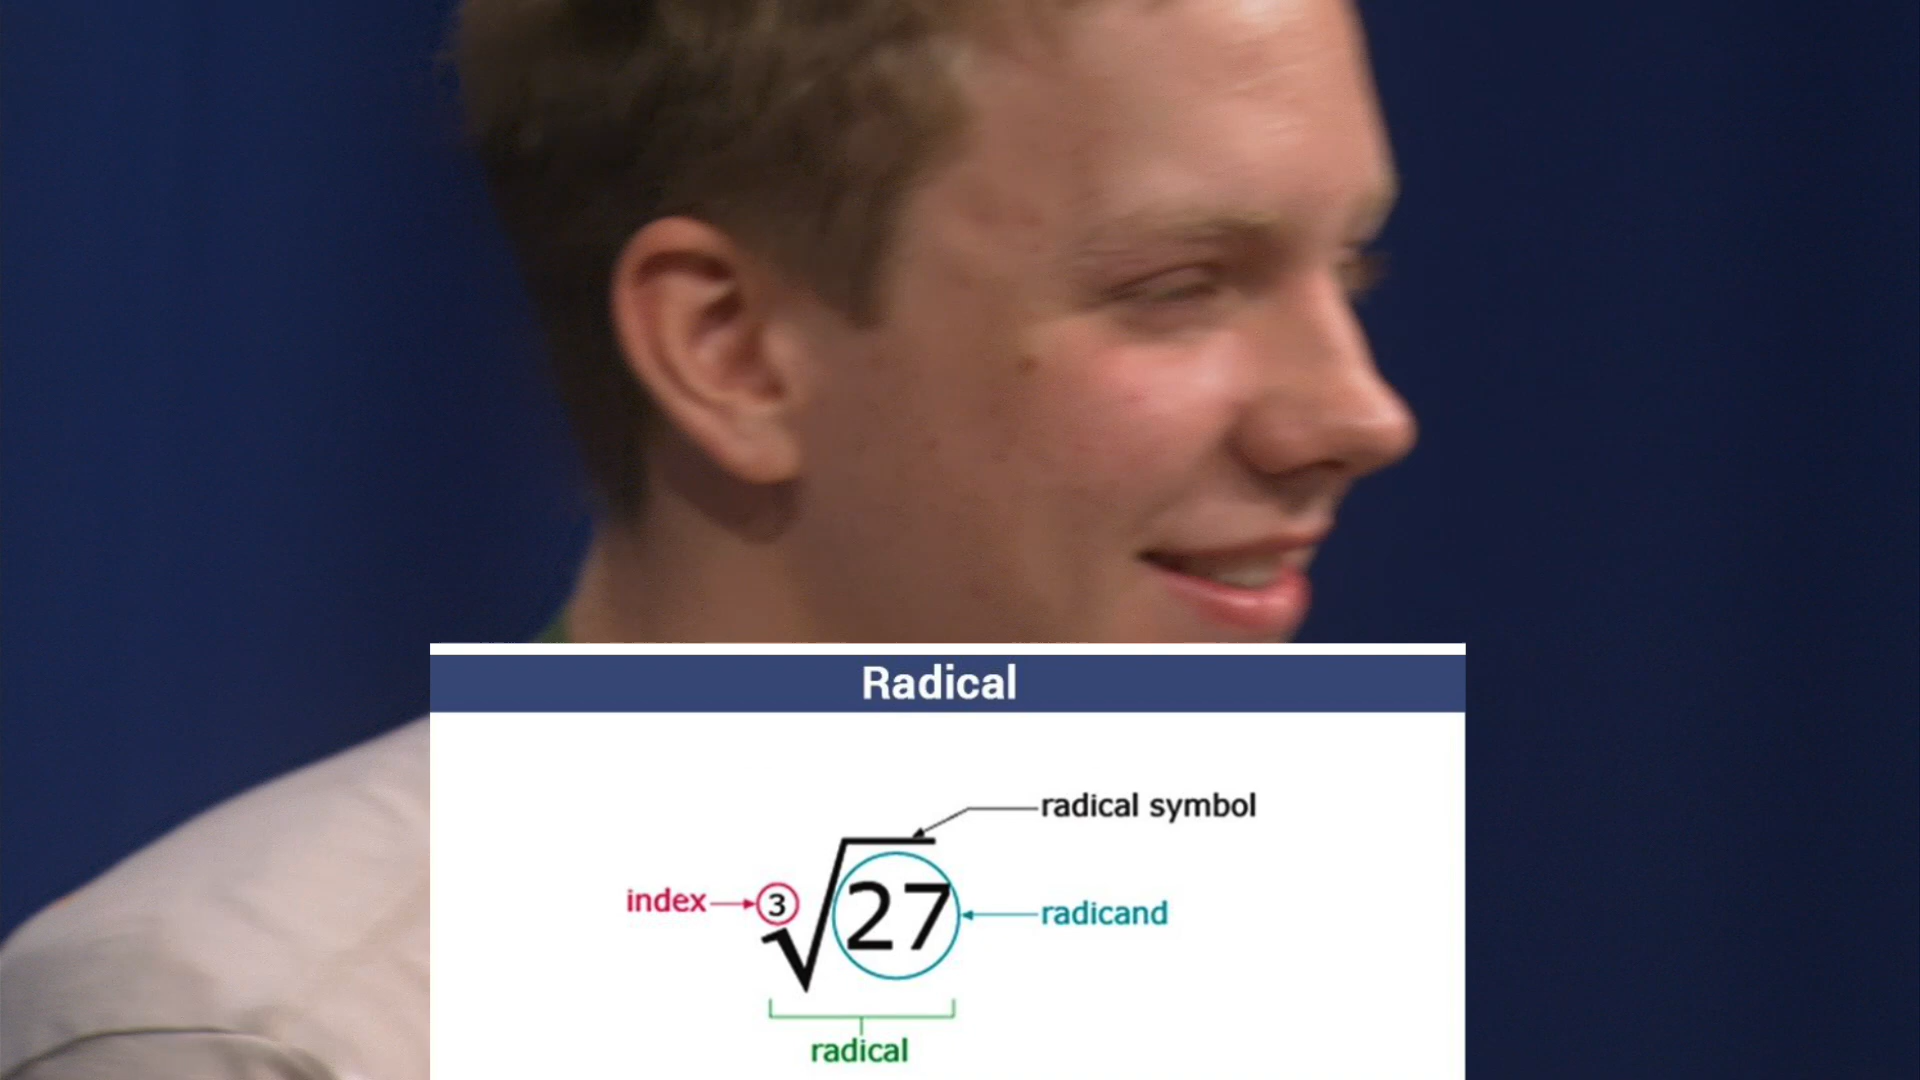 Radical
radical symbol
index
3
√27
radicand
radical